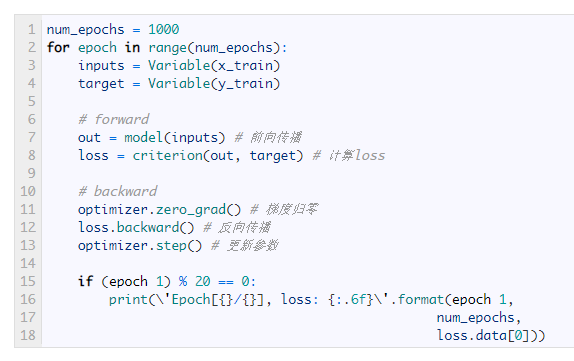 1 num_epochs = 1000
2 for epoch in range(num_epochs):
3     inputs = Variable(x_train)
4     target = Variable(y_train)
5
6     # forward
7     out = model(inputs) # 前向传播
8     loss = criterion(out, target) # 计算loss
9
10     # backward
11     optimizer.zero_grad() # 梯度归零
12     loss.backward() # 反向传播
13     optimizer.step() # 更新参数
14
15     if (epoch 1) % 20 == 0:
16         print(\'Epoch[{}/{}], loss: {:.6f}\'.format(epoch 1,
17                                                   num_epochs,
18                                                   loss.data[0]))